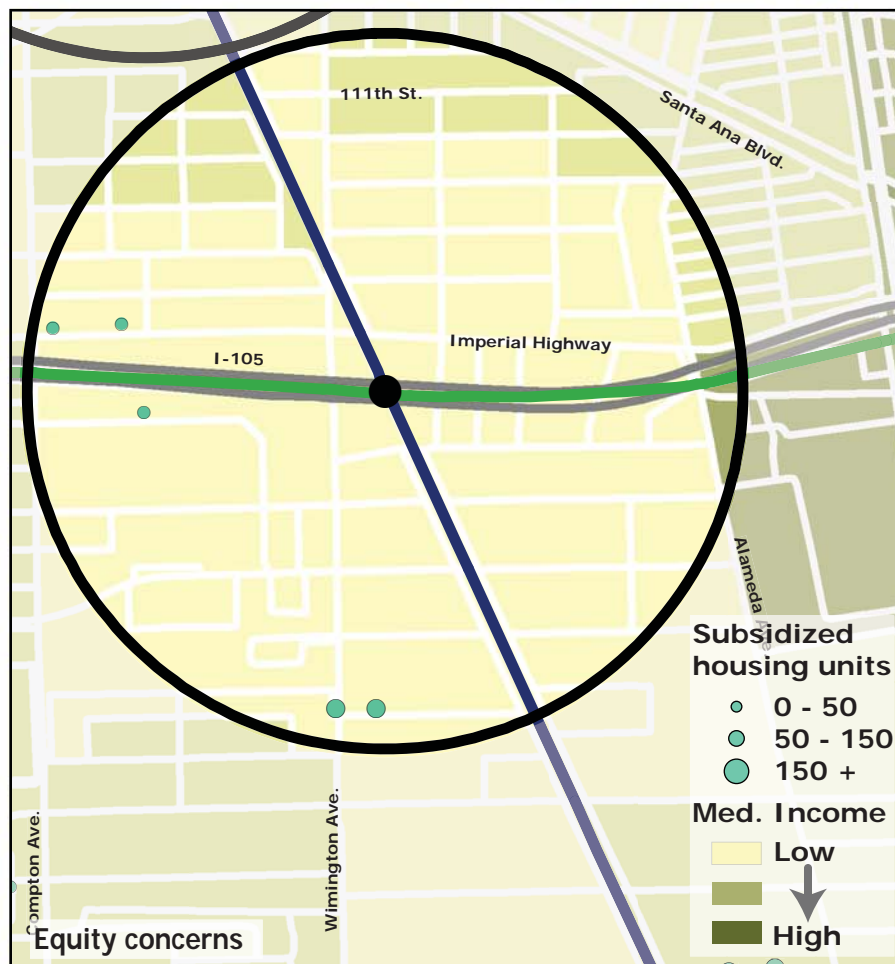 111th St.
Santa Ana Blvd.
I-105
Imperial Highway
Alameda Ave.
Subsidized
housing units
0 - 50
50 - 150
150 +
Med. Income
Low
High
Compton Ave.
Wimington Ave.
Equity concerns